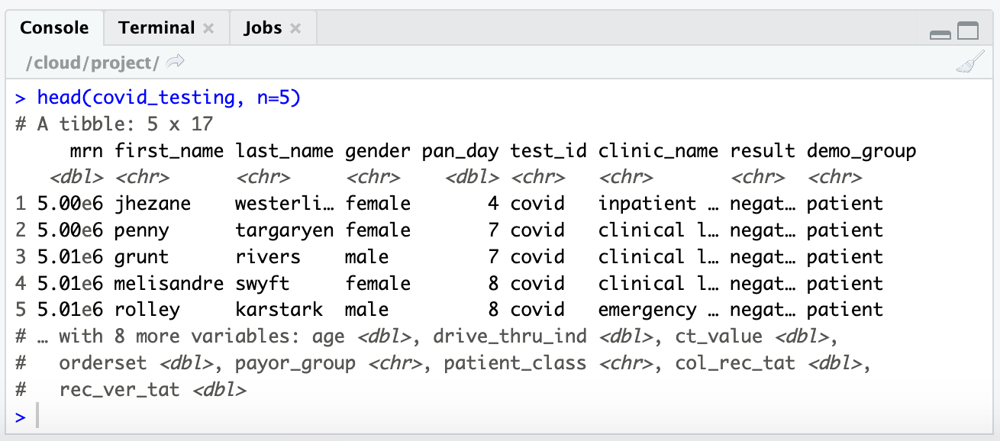 Console Terminal Jobs
/cloud/project/
> head(covid_testing, n=5)
# A tibble: 5 x 17
      mrn first_name last_name gender pan_day test_id clinic_name result demo_group
    <dbl> <chr>      <chr>     <chr>    <dbl> <chr>   <chr>       <chr>  <chr>
1 5.00e6 jhezane    westerli… female       4 covid   inpatient … negat… patient
2 5.00e6 penny      targaryen female       7 covid   clinical l… negat… patient
3 5.01e6 grunt      rivers    male         7 covid   clinical l… negat… patient
4 5.01e6 melisandre swyft     female       8 covid   clinical l… negat… patient
5 5.01e6 rolley     karstark  male         8 covid   emergency … negat… patient
# … with 8 more variables: age <dbl>, drive_thru_ind <dbl>, ct_value <dbl>,
#   orderset <dbl>, payor_group <chr>, patient_class <chr>, col_rec_tat <dbl>,
#   rec_ver_tat <dbl>
>